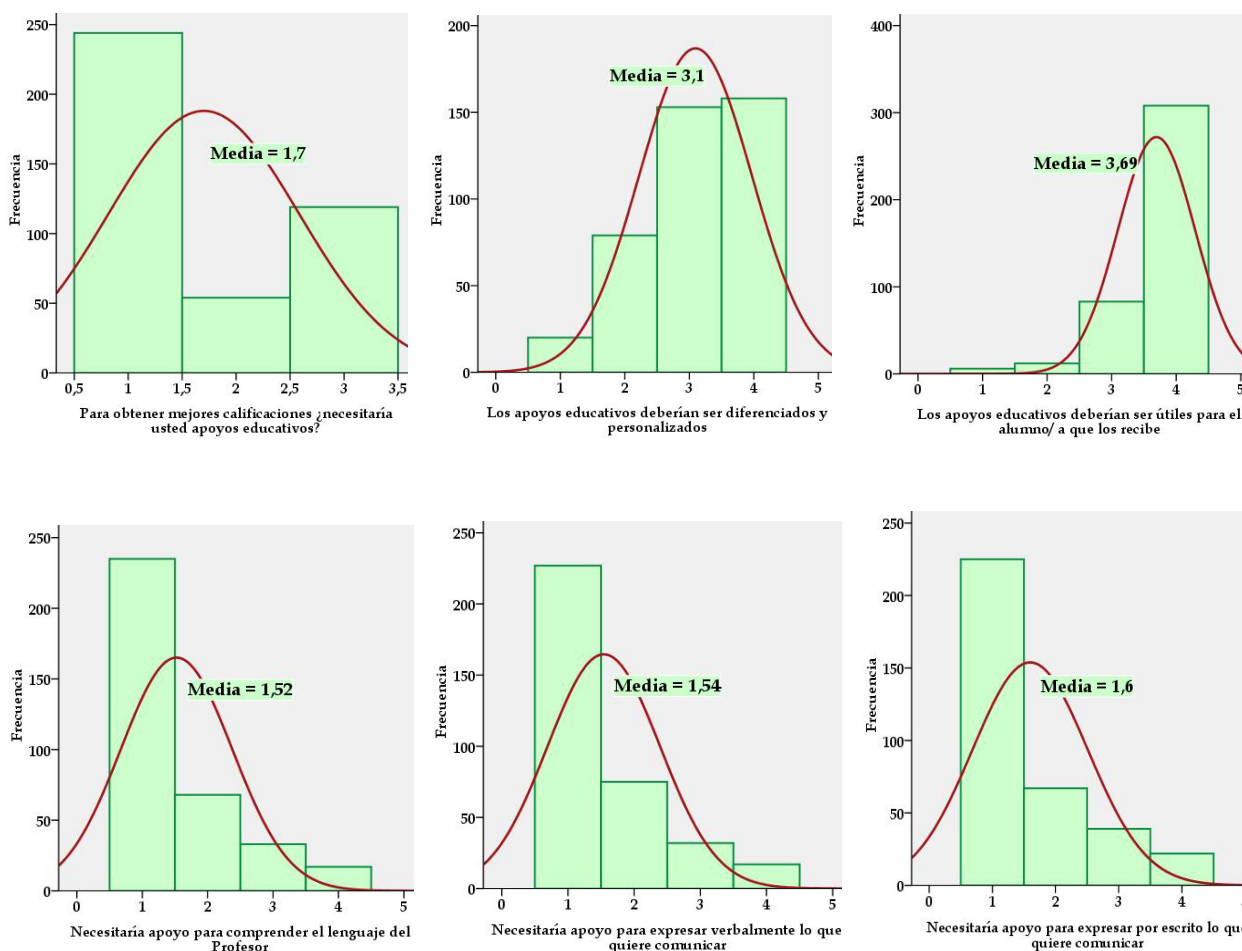 250
200
150
100
50
0
Frecuencia
Media = 1,7
0,5 1 1,5 2 2,5 3 3,5
Para obtener mejores calificaciones ¿necesitaría
usted apoyos educativos?
200
150
100
50
0
Frecuencia
Media = 3,1
0 1 2 3 4 5
Los apoyos educativos deberían ser diferenciados y
personalizados
400
300
200
100
0
Frecuencia
Media = 3,69
0 1 2 3 4 5
Los apoyos educativos deberían ser útiles para el
alumno/ a que los recibe
250
200
150
100
50
0
Frecuencia
Media = 1,52
0 1 2 3 4 5
Necesitaría apoyo para comprender el lenguaje del
Profesor
250
200
150
100
50
0
Frecuencia
Media = 1,54
0 1 2 3 4 5
Necesitaría apoyo para expresar verbalmente lo que
quiere comunicar
250
200
150
100
50
0
Frecuencia
Media = 1,6
0 1 2 3 4
Necesitaría apoyo para expresar por escrito lo que
quiere comunicar